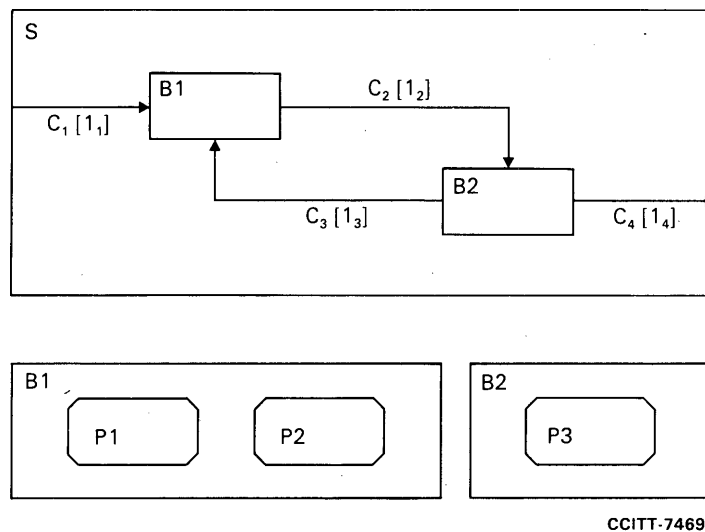 S
B1
C₂ [1₂]
C₁ [1₁]
B2
C₃ [1₃]
C₄ [1₄]
B1
B2
P1
P2
P3
CCITT-7469